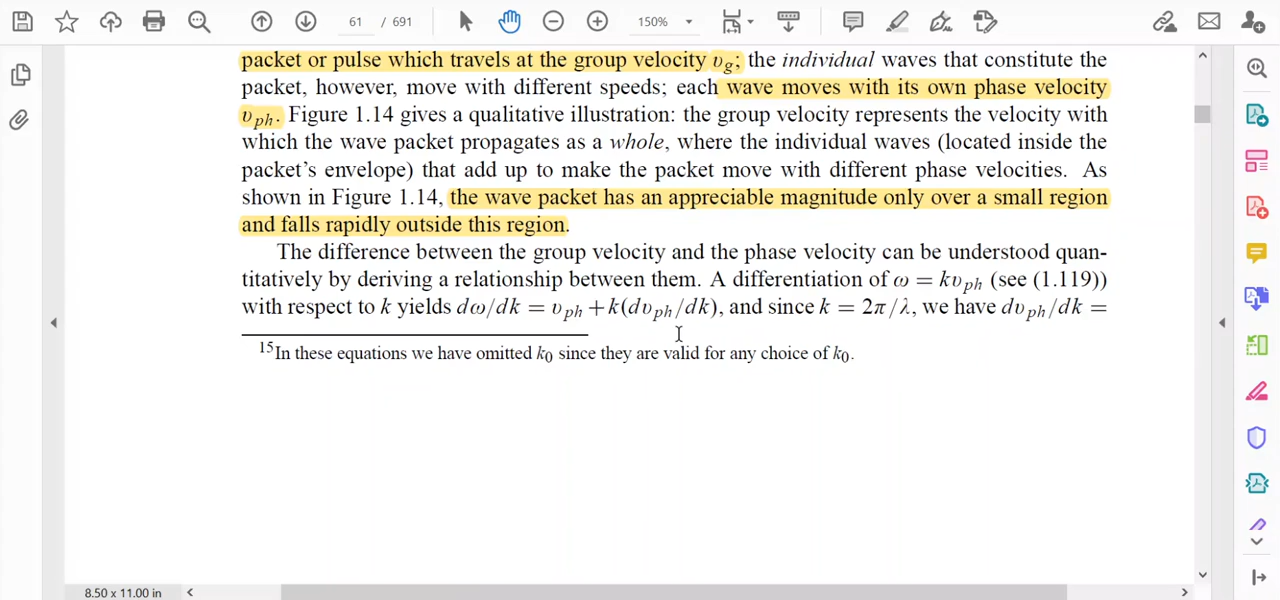 61 / 691
150%
packet or pulse which travels at the group velocity υg; the individual waves that constitute the
packet, however, move with different speeds; each wave moves with its own phase velocity
υph. Figure 1.14 gives a qualitative illustration: the group velocity represents the velocity with
which the wave packet propagates as a whole, where the individual waves (located inside the
packet’s envelope) that add up to make the packet move with different phase velocities. As
shown in Figure 1.14, the wave packet has an appreciable magnitude only over a small region
and falls rapidly outside this region.
The difference between the group velocity and the phase velocity can be understood quan-
titatively by deriving a relationship between them. A differentiation of ω = kυph (see (1.119))
with respect to k yields dω/dk = υph + k(dυph/dk), and since k = 2π/λ, we have dυph/dk =
15In these equations we have omitted k0 since they are valid for any choice of k0.
8.50 x 11.00 in